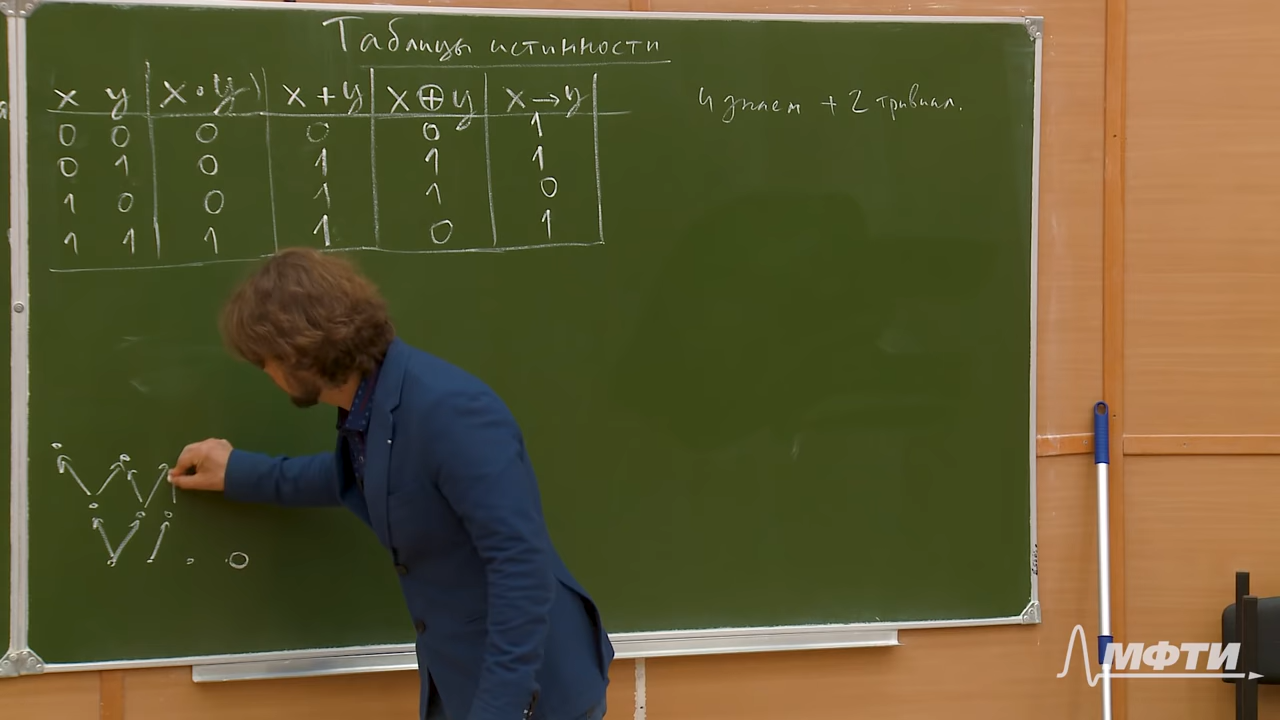 Таблицы истинности
x y x•y x+y x⊕y x→y
0 0 0 0 0 1
0 1 0 1 1 1
1 0 0 1 1 0
1 1 1 1 0 1
4 знаем + 2 тривиал.
0
МФТИ